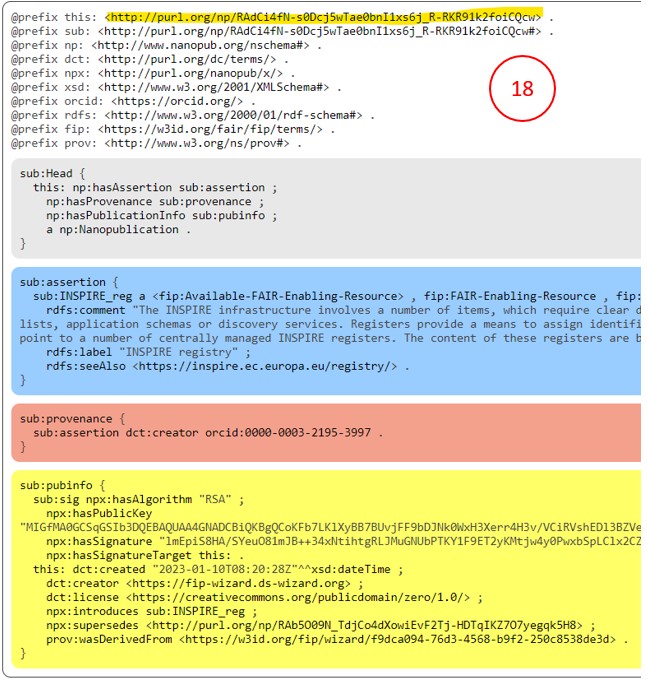 @prefix this: <http://purl.org/np/RAdCi4fN-s0Dcj5wTae0bnI1xs6j_R-RKR91k2foiCQcw> .
@prefix sub: <http://purl.org/np/RAdCi4fN-s0Dcj5wTae0bnI1xs6j_R-RKR91k2foiCQcw#> .
@prefix np: <http://www.nanopub.org/nschema#> .
@prefix dct: <http://purl.org/dc/terms/> .
@prefix npx: <http://purl.org/nanopub/x/> .
@prefix xsd: <http://www.w3.org/2001/XMLSchema#> .
@prefix orcid: <https://orcid.org/> .
@prefix rdfs: <http://www.w3.org/2000/01/rdf-schema#> .
@prefix fip: <https://w3id.org/fair/fip/terms/> .
@prefix prov: <http://www.w3.org/ns/prov#> .
18
sub:Head {
this: np:hasAssertion sub:assertion ;
np:hasProvenance sub:provenance ;
np:hasPublicationInfo sub:pubinfo ;
a np:Nanopublication .
}
sub:assertion {
sub:INSPIRE_reg a <fip:Available-FAIR-Enabling-Resource> , fip:FAIR-Enabling-Resource , fip:
rdfs:comment "The INSPIRE infrastructure involves a number of items, which require clear d
lists, application schemas or discovery services. Registers provide a means to assign identifi
point to a number of centrally managed INSPIRE registers. The content of these registers are b
rdfs:label "INSPIRE registry" ;
rdfs:seeAlso <https://inspire.ec.europa.eu/registry/> .
}
sub:provenance {
sub:assertion dct:creator orcid:0000-0003-2195-3997 .
}
sub:pubinfo {
sub:sig npx:hasAlgorithm "RSA" ;
npx:hasPublicKey
"MIGfMA0GCSqGSIb3DQEBAQUAA4GNADCBiQKBgQCoKFb7LKlXyBB7BUvjFF9bDJNk0WxH3Xerr4H3v/VCiRVshEDl3BZVe
npx:hasSignature "lmEpiS8HA/SYeuO81mJB++34xNtihtgRLJMuGNUbPTKY1F9ET2yKMtjw4y0PwxbSpLClx2CZ
npx:hasSignatureTarget this: .
this: dct:created "2023-01-10T08:20:28Z"^^xsd:dateTime ;
dct:creator <https://fip-wizard.ds-wizard.org> ;
dct:license <https://creativecommons.org/publicdomain/zero/1.0/> ;
npx:introduces sub:INSPIRE_reg ;
npx:supersedes <http://purl.org/np/RAb5O09N_TdjCo4dXowiEvF2Tj-HDTqIKZ7O7yegqk5H8> ;
prov:wasDerivedFrom <https://w3id.org/fip/wizard/f9dca094-76d3-4568-b9f2-250c8538de3d> .
}